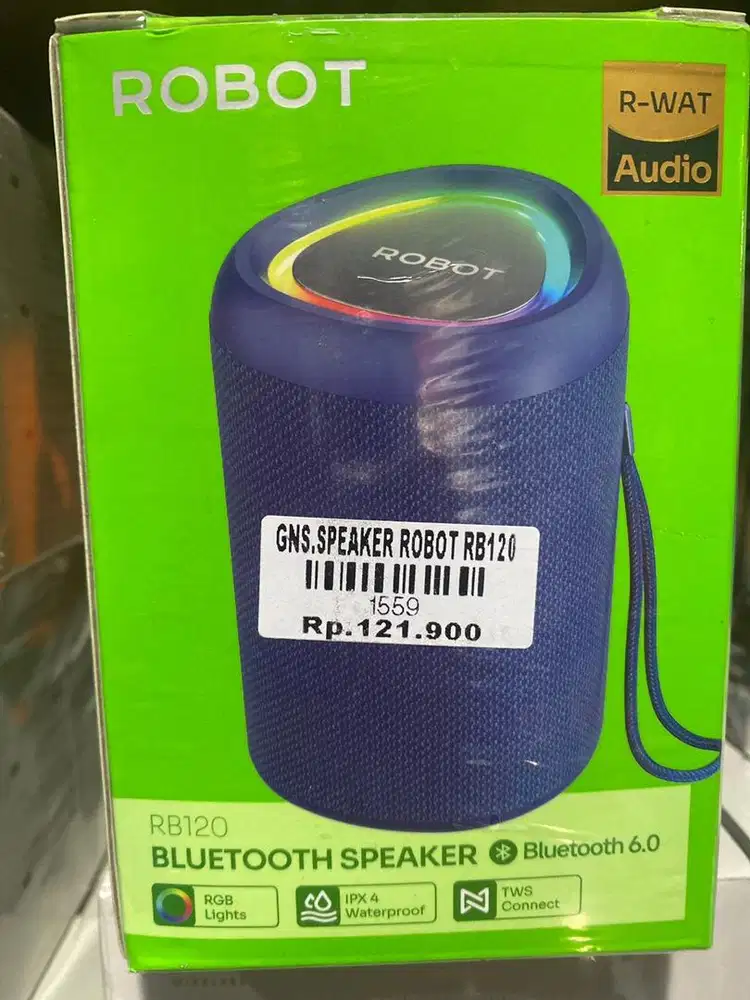 ROBOT
R-WAT
Audio
ROBOT
GNS.SPEAKER ROBOT RB120
1559
Rp.121.900
RB120
BLUETOOTH SPEAKER Bluetooth 6.0
RGB
Lights
IPX 4
Waterproof
TWS
Connect